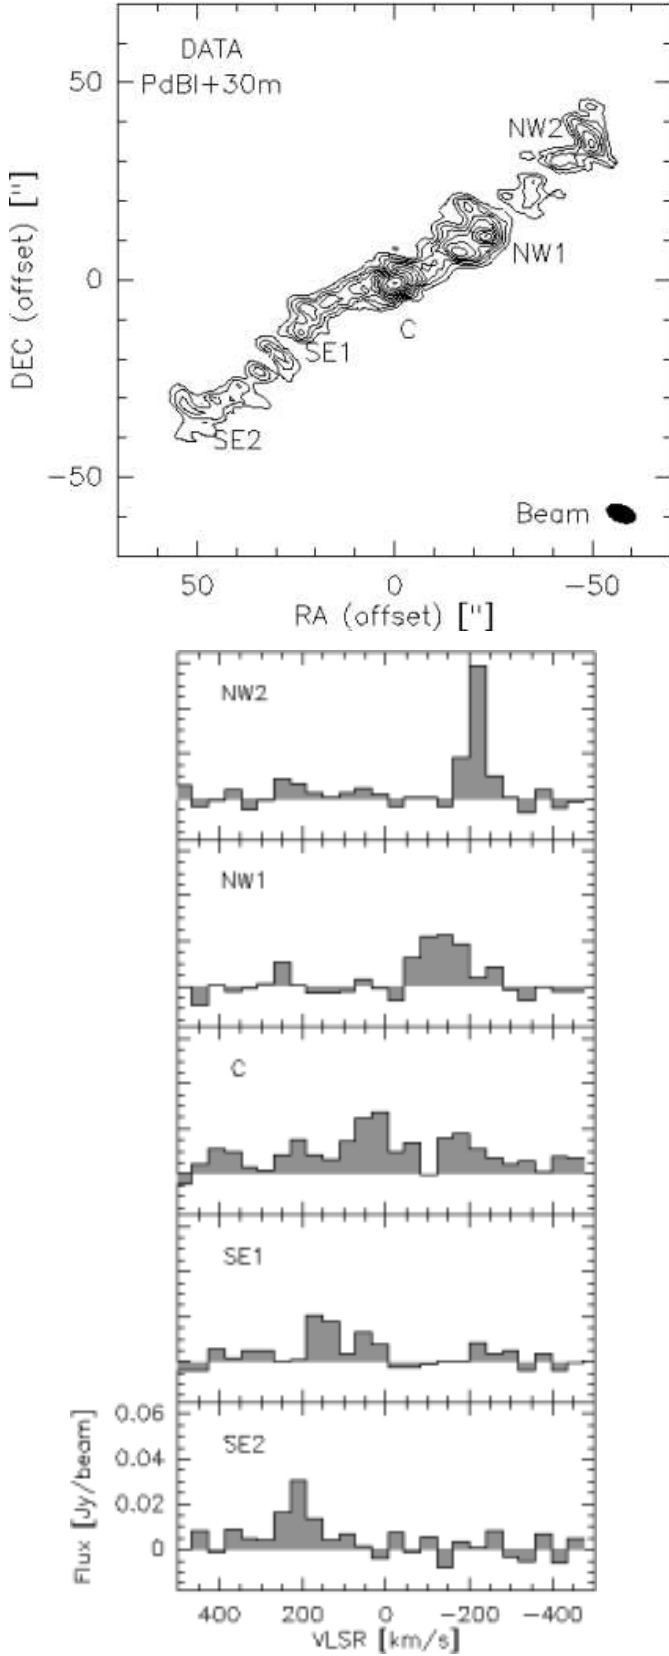 DATA
PdBI+30m
50
0
−50
DEC (offset) ["]
NW2
NW1
C
SE1
SE2
Beam
50 0 −50
RA (offset) ["]
NW2
NW1
C
SE1
SE2
0.06
0.04
0.02
0
Flux [Jy/beam]
400 200 0 −200 −400
VLSR [km/s]